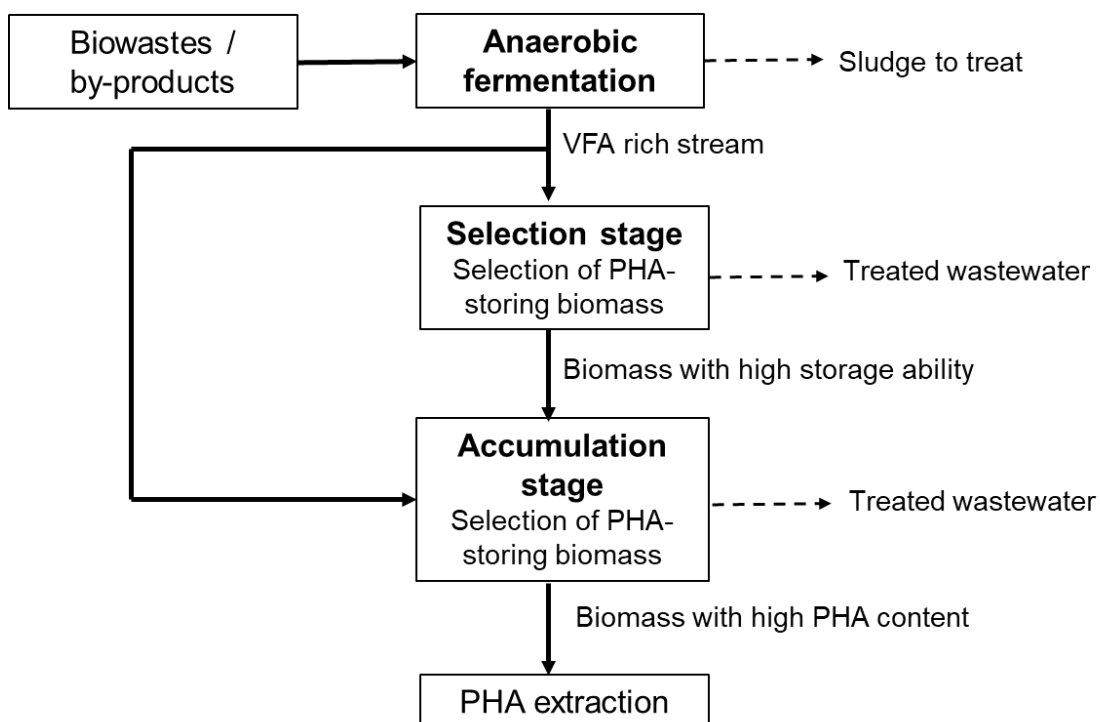 Biowastes /
by-products
Anaerobic
fermentation
Sludge to treat
VFA rich stream
Selection stage
Selection of PHA-
storing biomass
Treated wastewater
Biomass with high storage ability
Accumulation
stage
Selection of PHA-
storing biomass
Treated wastewater
Biomass with high PHA content
PHA extraction